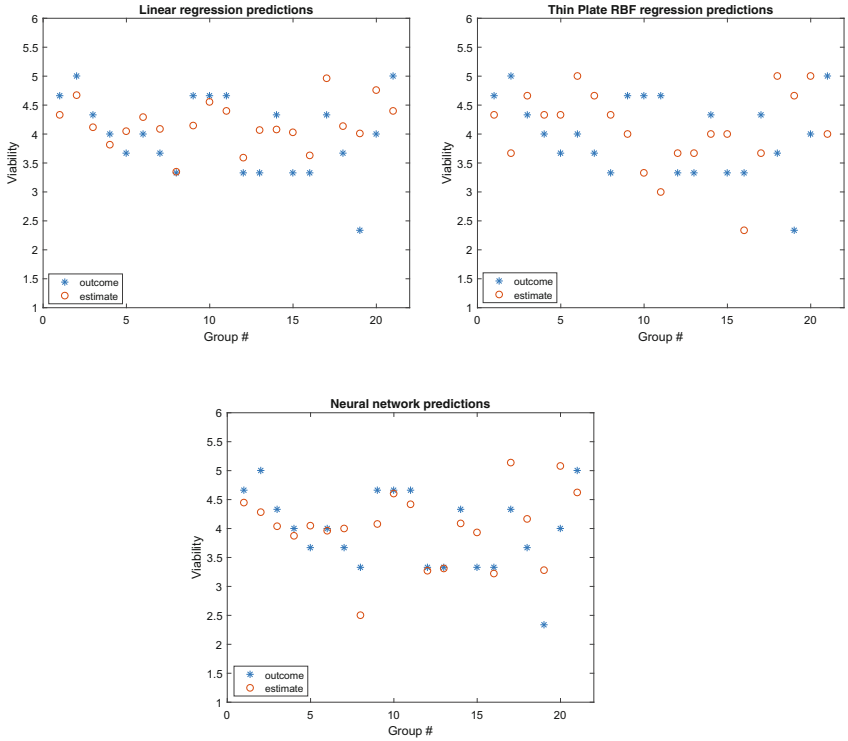 Linear regression predictions
6
5.5
5
4.5
4
3.5
3
2.5
2
1.5
1
Viability
outcome
estimate
0 5 10 15 20
Group #
Thin Plate RBF regression predictions
6
5.5
5
4.5
4
3.5
3
2.5
2
1.5
1
Viability
outcome
estimate
0 5 10 15 20
Group #
Neural network predictions
6
5.5
5
4.5
4
3.5
3
2.5
2
1.5
1
Viability
outcome
estimate
0 5 10 15 20
Group #